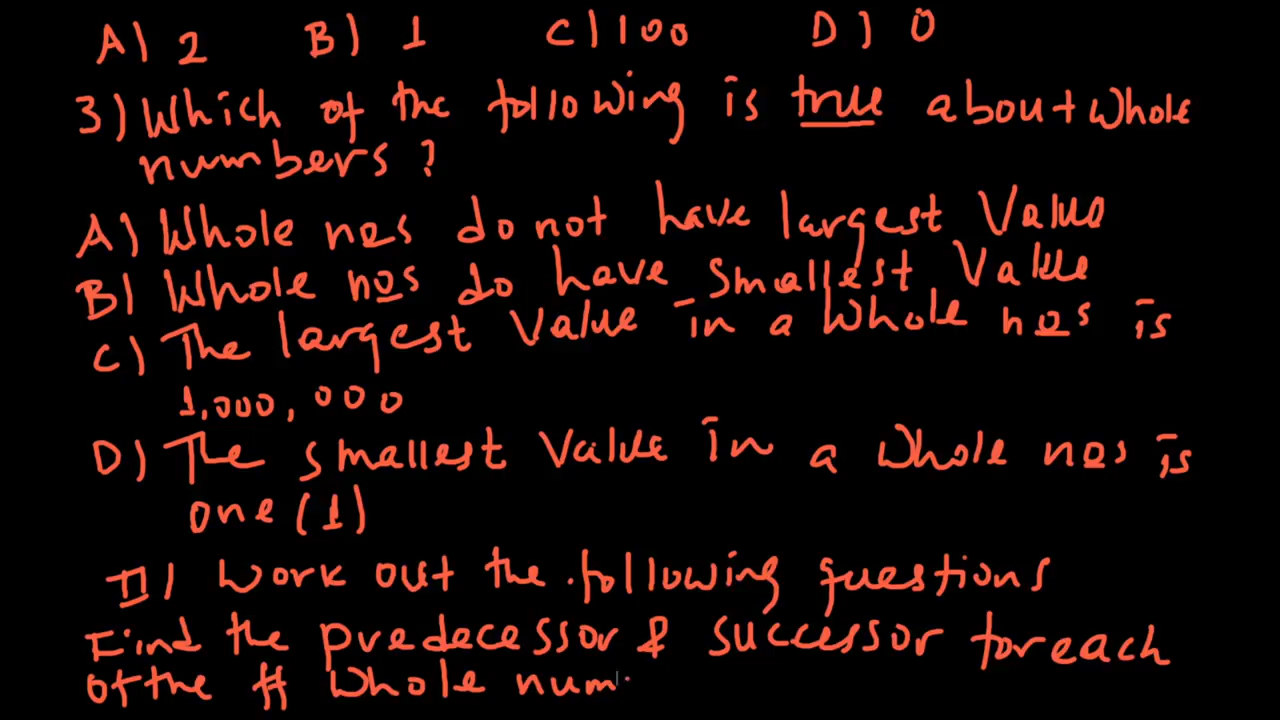 A) 2 B) 1 C) 100 D) 0
3) Which of the following is true about whole
numbers?
A) Whole nos do not have largest Value
B) Whole nos do have smallest Value
C) The largest Value in a whole nos is
1,000,000
D) The smallest Value in a whole nos is
one (1)
II) Work out the following questions
Find the predecessor & successor for each
of the ff whole num